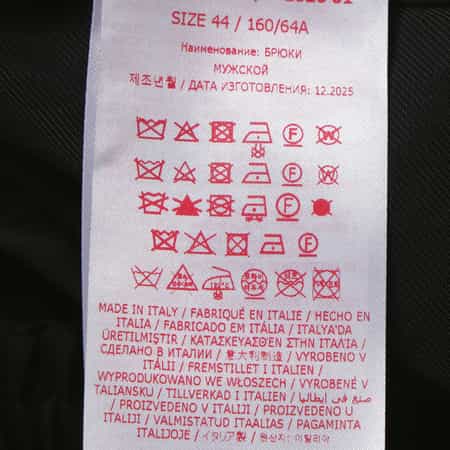 SIZE 44 / 160/64A
Наименование: БРЮКИ
МУЖСКОЙ
제조년월 / ДАТА ИЗГОТОВЛЕНИЯ: 12.2025
F W
F W
F
F
MADE IN ITALY / FABRIQUÉ EN ITALIE / HECHO EN
ITALIA / FABRICADO EM ITÁLIA / ITALYA'DA
ÜRETILMIŞTIR / ΚΑΤΑΣΚΕΥΑΣΘΕΝ ΣΤΗΝ ΙΤΑΛΙΑ /
СДЕЛАНО В ИТАЛИИ / 意大利制造 / VYROBENO V
ITÁLII / FREMSTILLET I ITALIEN /
WYPRODUKOWANO WE WŁOSZECH / VYROBENÉ V
TALIANSKU / TILLVERKAD I ITALIEN / صنع في إيطاليا
/ PROIZVEDENO V ITALIJI / PROIZVEDENO U
ITALIJI / VALMISTATUD ITAALIAS / PAGAMINTA
ITALIJOJE / イタリア製 / 원산지: 이탈리아